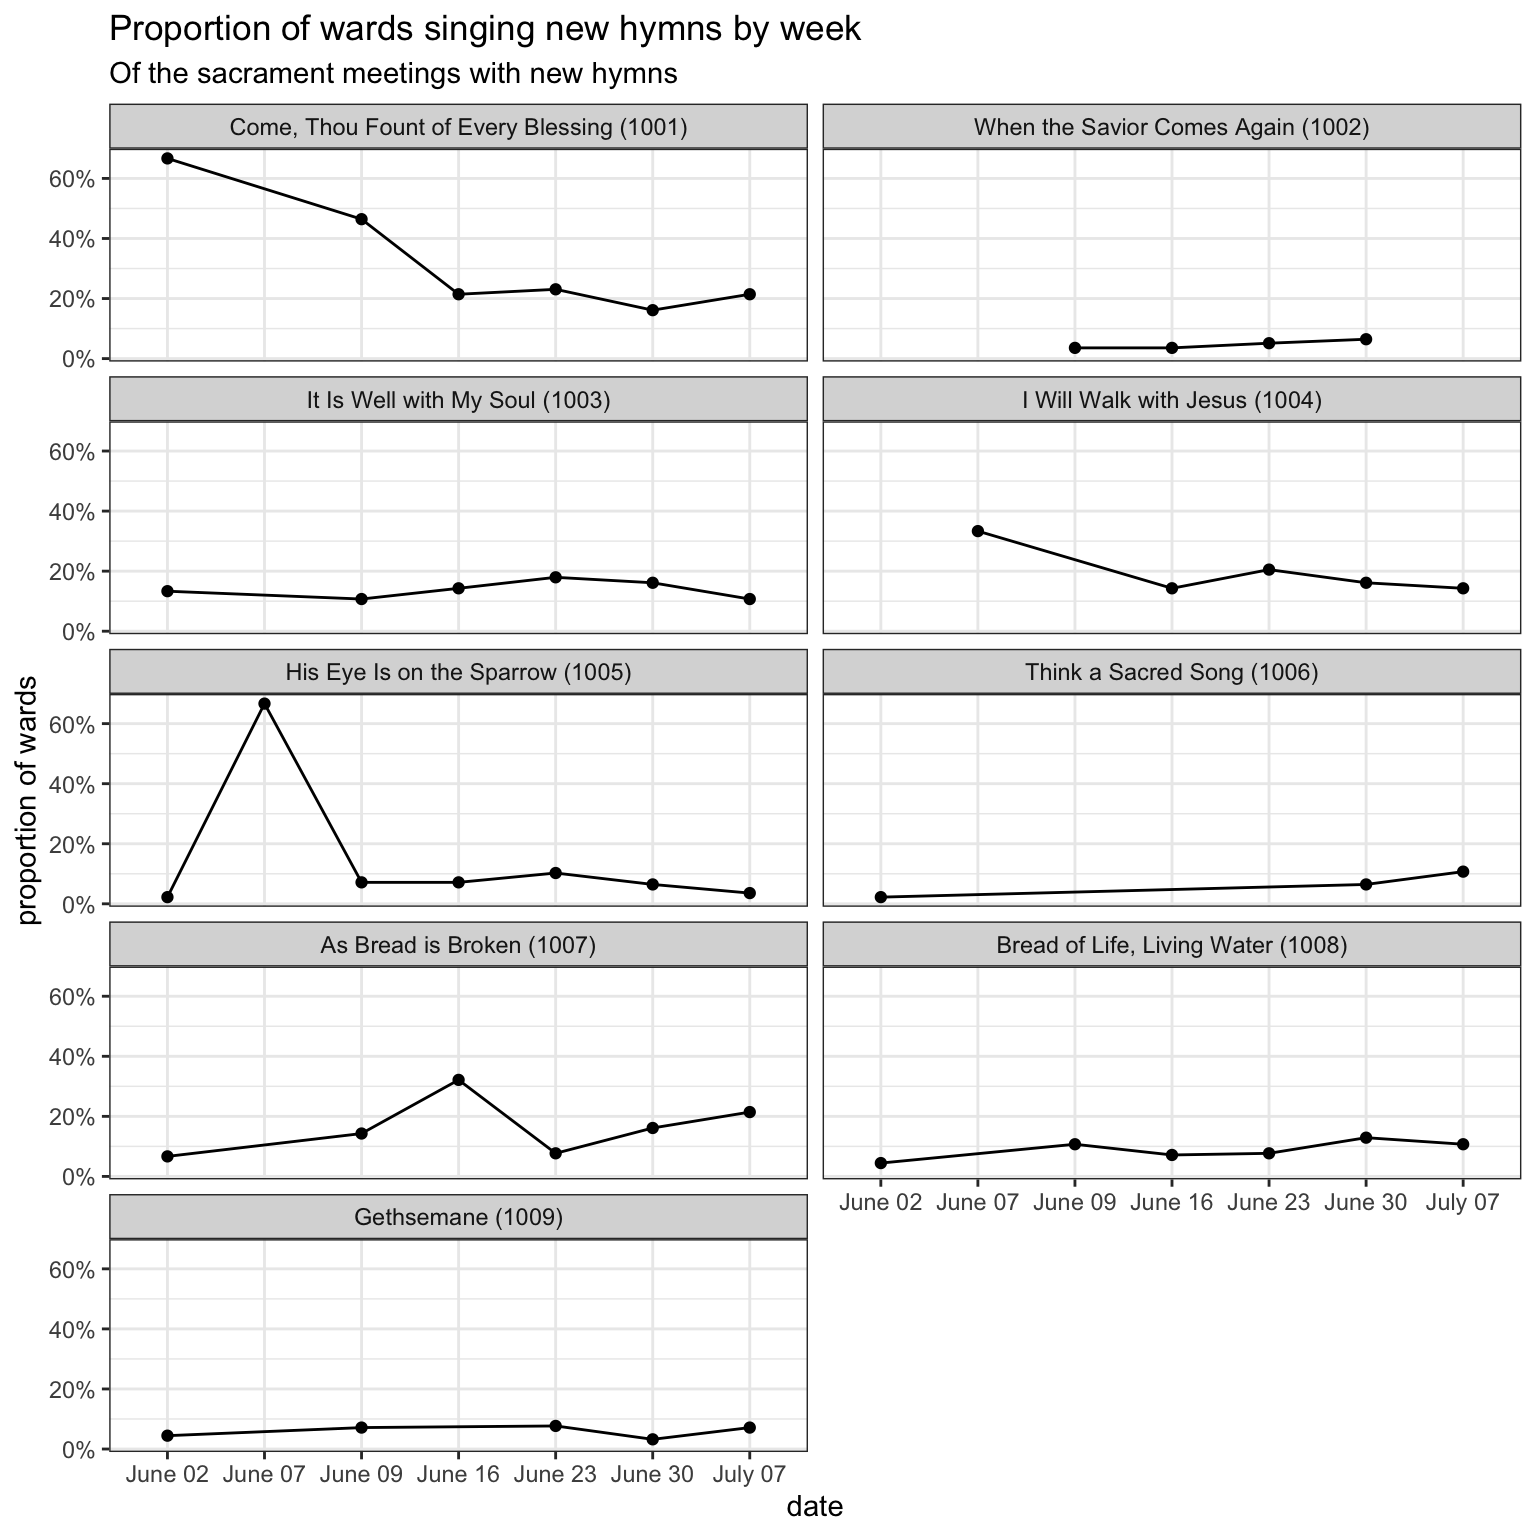 Proportion of wards singing new hymns by week
Of the sacrament meetings with new hymns
Come, Thou Fount of Every Blessing (1001)
When the Savior Comes Again (1002)
60%
40%
20%
0%
It Is Well with My Soul (1003)
I Will Walk with Jesus (1004)
60%
40%
20%
0%
His Eye Is on the Sparrow (1005)
Think a Sacred Song (1006)
60%
40%
20%
0%
proportion of wards
As Bread is Broken (1007)
Bread of Life, Living Water (1008)
60%
40%
20%
0%
June 02 June 07 June 09 June 16 June 23 June 30 July 07
Gethsemane (1009)
60%
40%
20%
0%
June 02 June 07 June 09 June 16 June 23 June 30 July 07
date